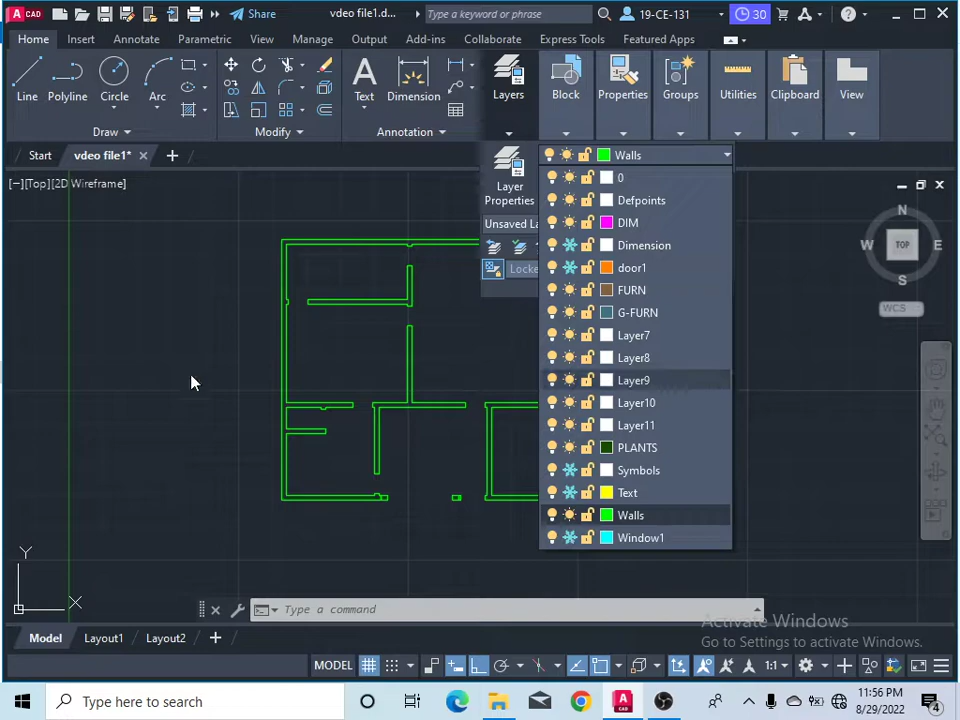 CAD
Share
vdeo file1.d...
Type a keyword or phrase
19-CE-131
30
Home
Insert
Annotate
Parametric
View
Manage
Output
Add-ins
Collaborate
Express Tools
Featured Apps
Line
Polyline
Circle
Arc
Text
Dimension
Layers
Block
Properties
Groups
Utilities
Clipboard
View
Draw
Modify
Annotation
Start
vdeo file1*
Layer
Properties
Unsaved La
Locke
Walls
0
Defpoints
DIM
Dimension
door1
FURN
G-FURN
Layer7
Layer8
Layer9
Layer10
Layer11
PLANTS
Symbols
Text
Walls
Window1
[−][Top][2D Wireframe]
N
W
TOP
E
S
WCS
Y
X
Type a command
Activate Windows
Go to Settings to activate Windows.
Model
Layout1
Layout2
MODEL
1:1
Type here to search
11:56 PM
8/29/2022
4